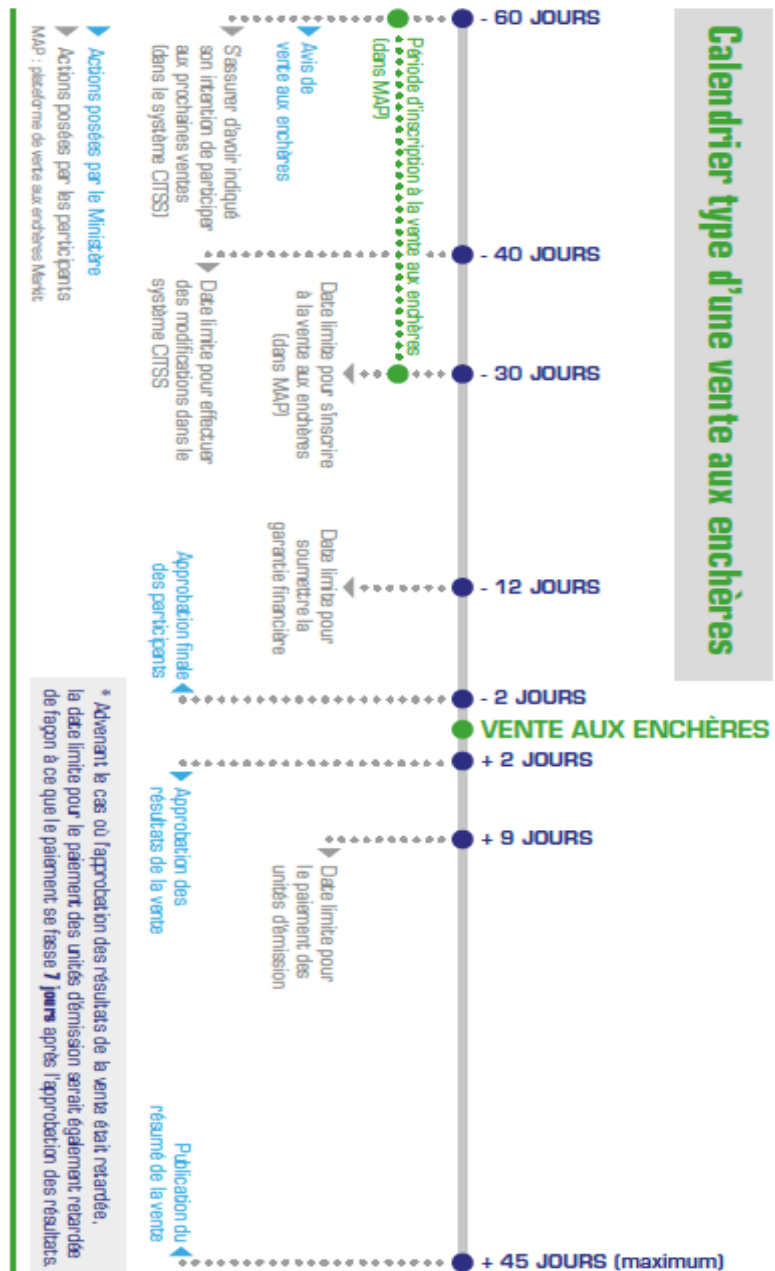 Calendrier type d'une vente aux enchères
- 60 JOURS
- 40 JOURS
- 30 JOURS
- 12 JOURS
- 2 JOURS
VENTE AUX ENCHÈRES
+ 2 JOURS
+ 9 JOURS
+ 45 JOURS (maximum)
Période d'inscription à la vente aux enchères
(dans MAP)
Avis de
vente aux enchères
S'assurer d'avoir indiqué
son intention de participer
aux prochaines ventes
(dans le système CITSS)
Date limite pour effectuer
des modifications dans le
système CITSS
Date limite pour s'inscrire
à la vente aux enchères
(dans MAP)
Date limite pour
soumettre la
garantie financière
Approbation finale
des participants
Approbation des
résultats de la vente
Date limite pour
le paiement des
unités d'émission
Publication du
résumé de la vente
Actions posées par le Ministère
Actions posées par les participants
MAP : plateforme de vente aux enchères Markit
* Advenant le cas où l'approbation des résultats de la vente était retardée,
la date limite pour le paiement des unités d'émission serait également retardée
de façon à ce que le paiement se fasse 7 jours après l'approbation des résultats.